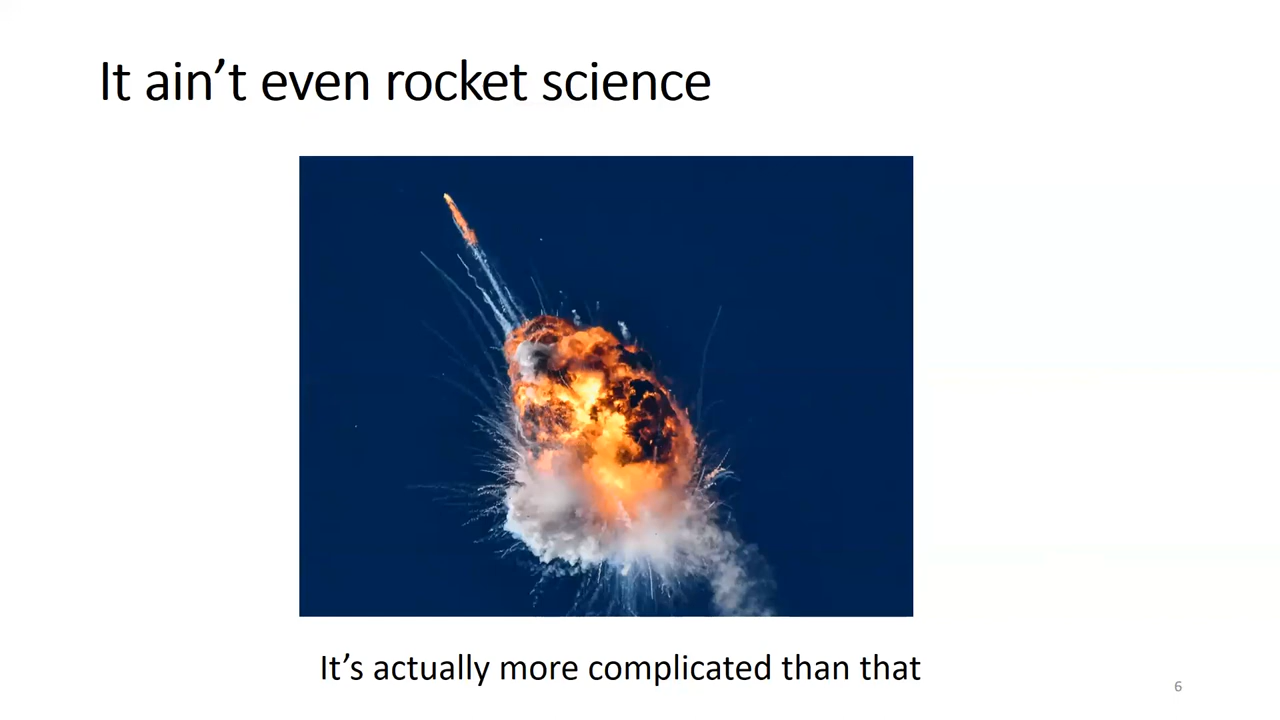 It ain’t even rocket science
It’s actually more complicated than that
6